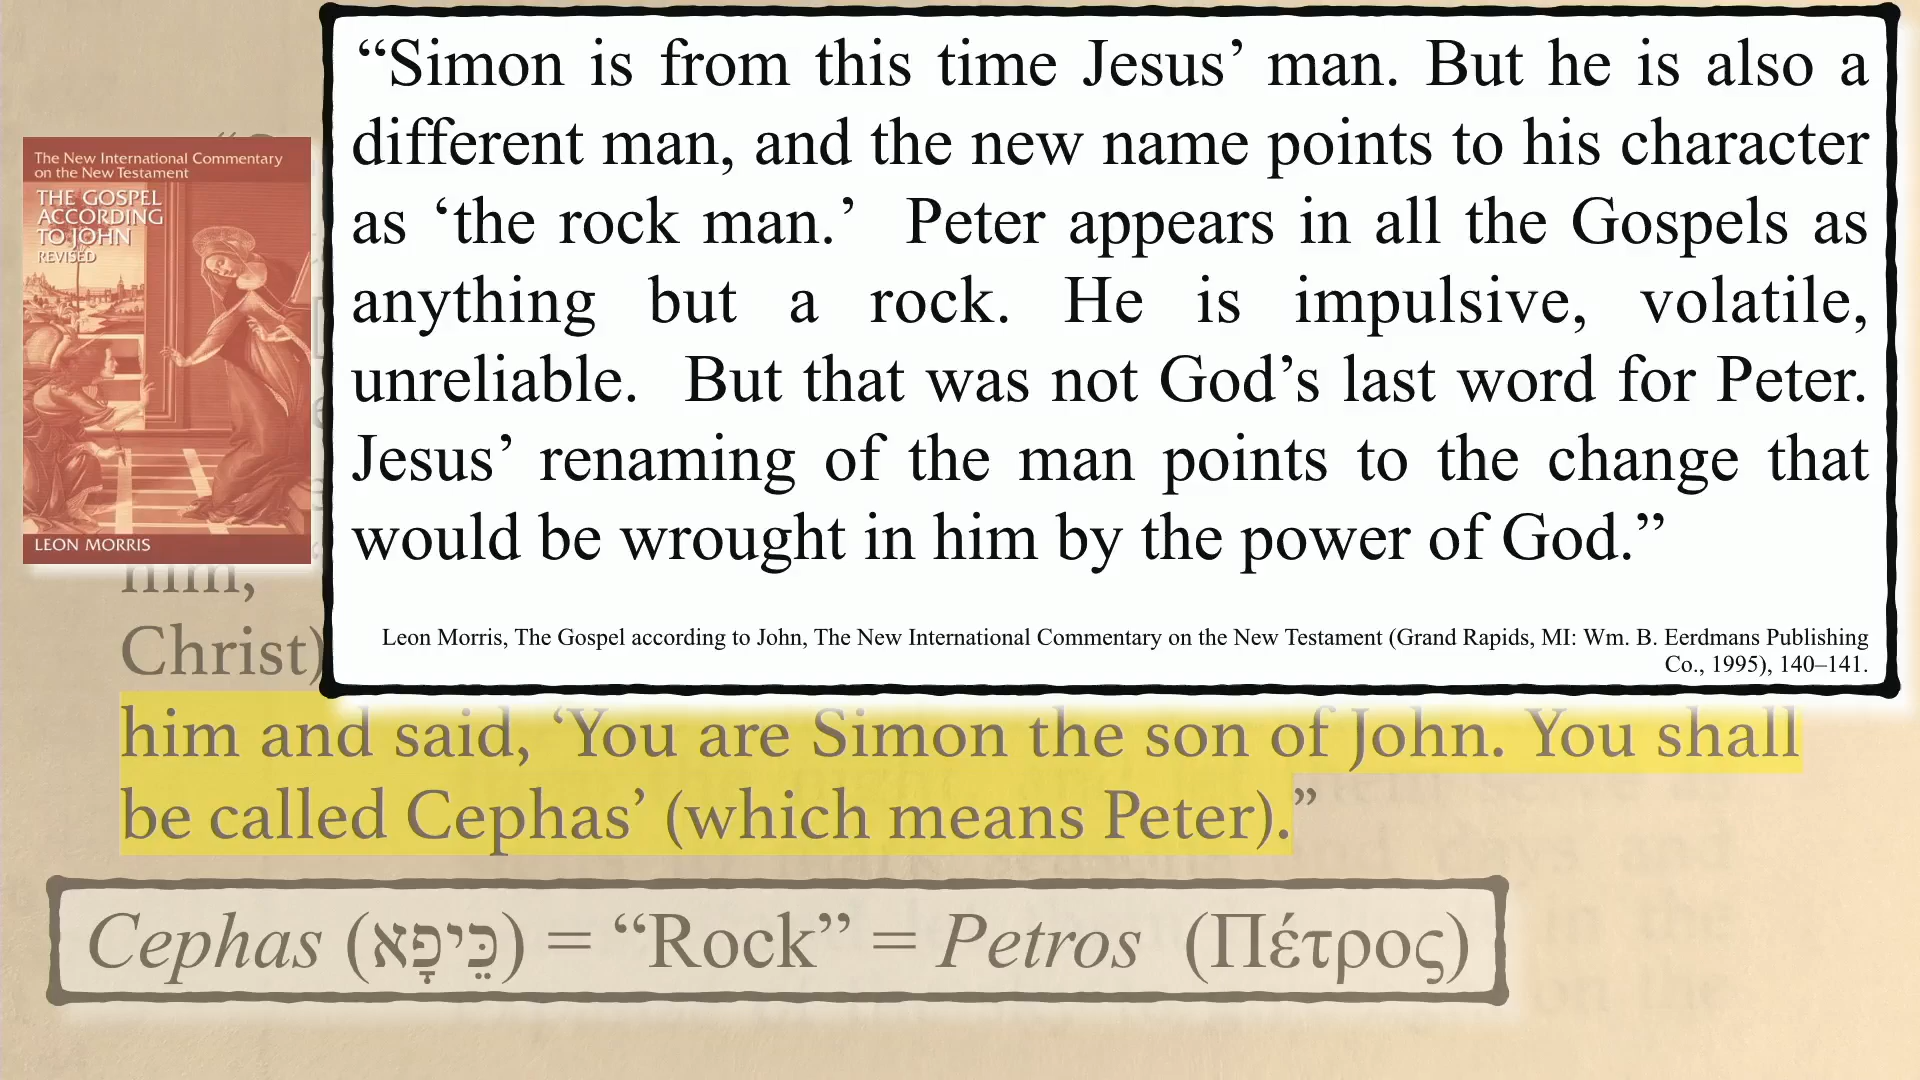 The New International Commentary
on the New Testament
THE GOSPEL
ACCORDING
TO JOHN
REVISED
LEON MORRIS
“Simon is from this time Jesus’ man. But he is also a
different man, and the new name points to his character
as ‘the rock man.’ Peter appears in all the Gospels as
anything but a rock. He is impulsive, volatile,
unreliable. But that was not God’s last word for Peter.
Jesus’ renaming of the man points to the change that
would be wrought in him by the power of God.”
Leon Morris, The Gospel according to John, The New International Commentary on the New Testament (Grand Rapids, MI: Wm. B. Eerdmans Publishing
Co., 1995), 140–141.
him,
Christ)
him and said, ‘You are Simon the son of John. You shall
be called Cephas’ (which means Peter).”
Cephas (כֵּיפָא) = “Rock” = Petros (Πέτρος)